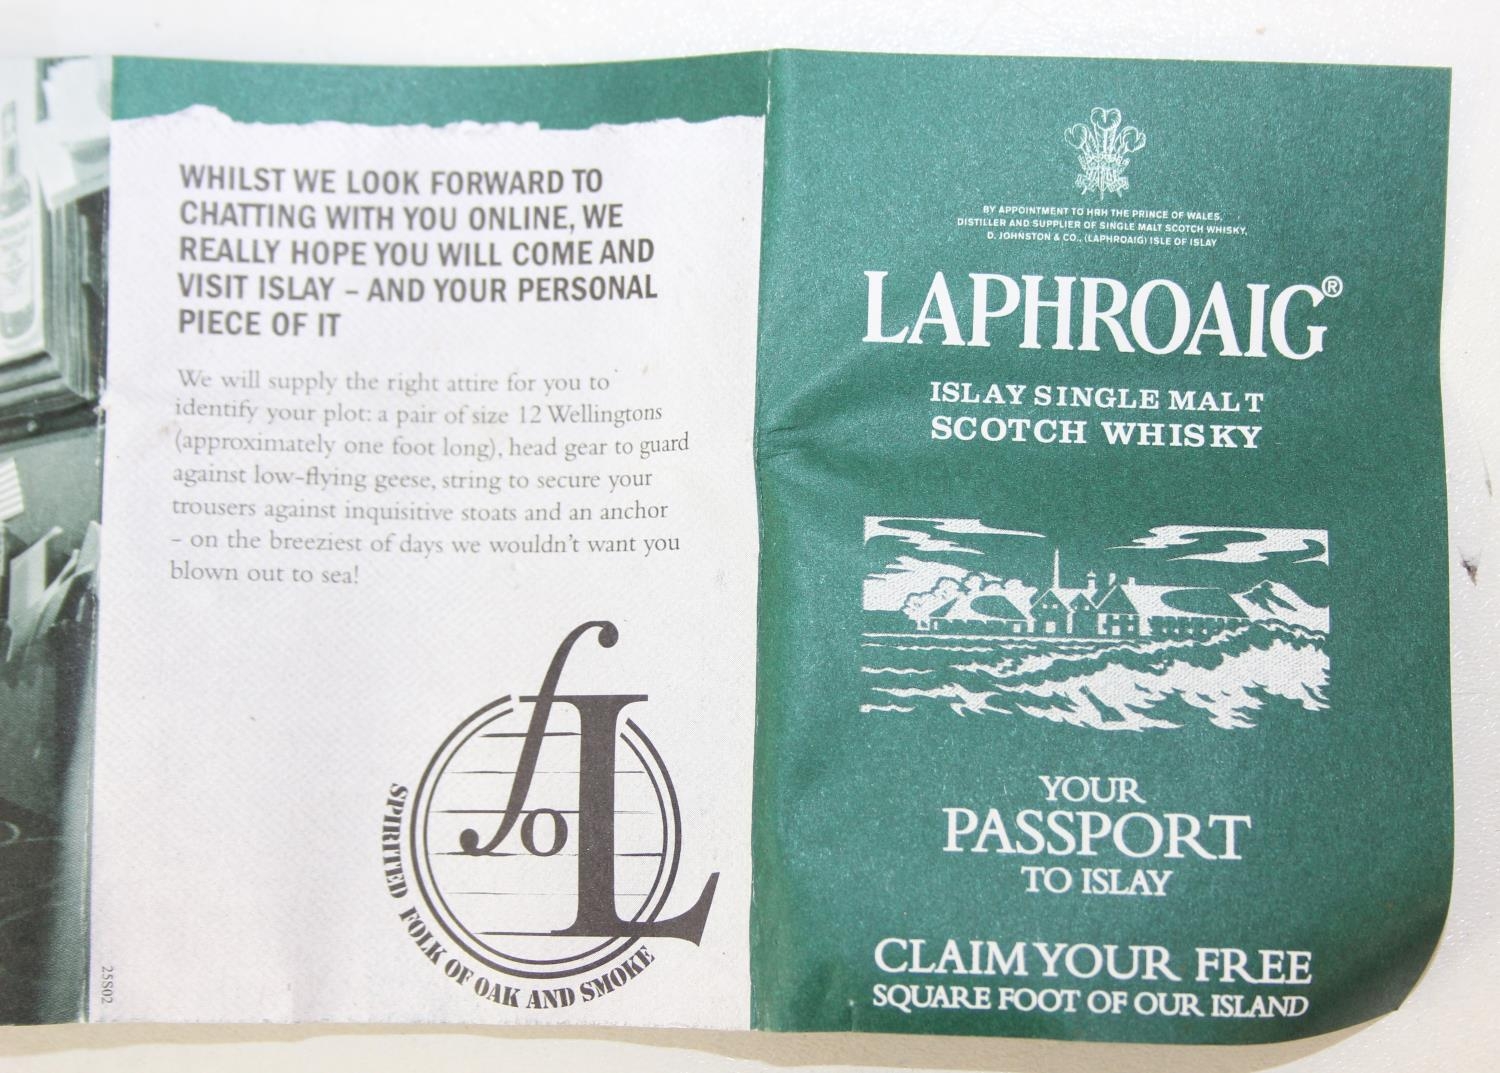 WHILST WE LOOK FORWARD TO
CHATTING WITH YOU ONLINE, WE
REALLY HOPE YOU WILL COME AND
VISIT ISLAY – AND YOUR PERSONAL
PIECE OF IT
We will supply the right attire for you to
identify your plot: a pair of size 12 Wellingtons
(approximately one foot long), head gear to guard
against low-flying geese, string to secure your
trousers against inquisitive stoats and an anchor
– on the breeziest of days we wouldn't want you
blown out to sea!
foL
SPIRITED FOLK OF OAK AND SMOKE
25S02
BY APPOINTMENT TO HRH THE PRINCE OF WALES,
DISTILLER AND SUPPLIER OF SINGLE MALT SCOTCH WHISKY,
D. JOHNSTON & CO., (LAPHROAIG) ISLE OF ISLAY
LAPHROAIG®
ISLAY SINGLE MALT
SCOTCH WHISKY
YOUR
PASSPORT
TO ISLAY
CLAIM YOUR FREE
SQUARE FOOT OF OUR ISLAND